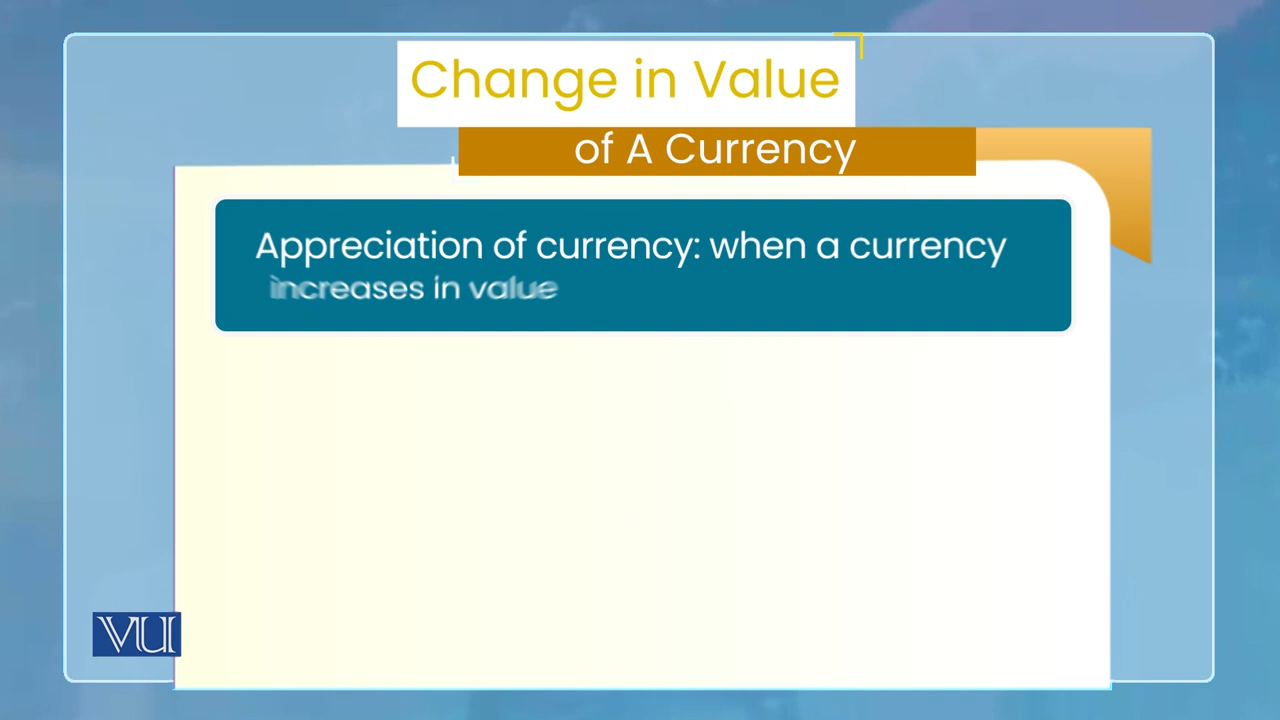 Change in Value
of A Currency
Appreciation of currency: when a currency
increases in value
VU